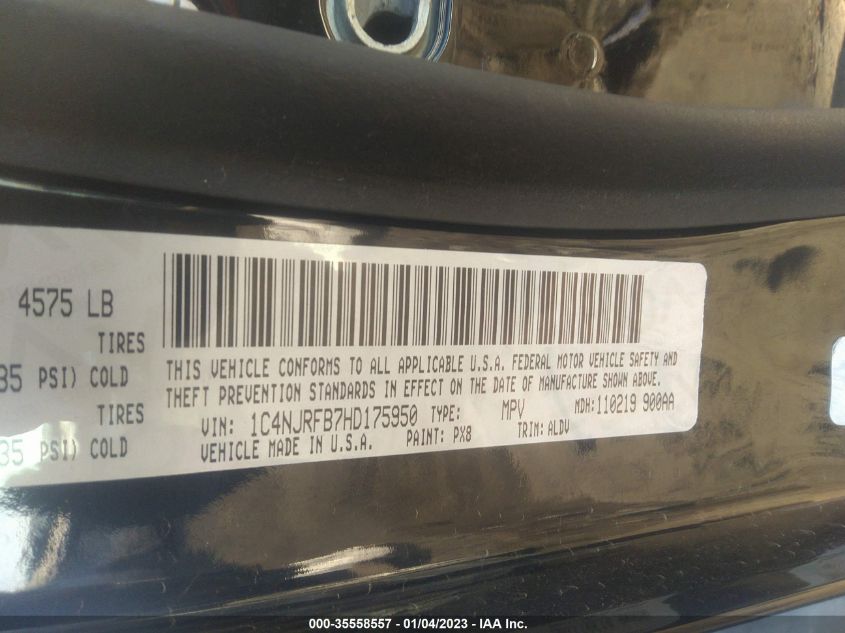 4575 LB
TIRES
35 PSI) COLD
TIRES
35 PSI) COLD
THIS VEHICLE CONFORMS TO ALL APPLICABLE U.S.A. FEDERAL MOTOR VEHICLE SAFETY AND
THEFT PREVENTION STANDARDS IN EFFECT ON THE DATE OF MANUFACTURE SHOWN ABOVE.
VIN: 1C4NJRFB7HD175950 TYPE: MPV MDH:110219 900AA
VEHICLE MADE IN U.S.A. PAINT: PX8 TRIM:ALDV
000-35558557 - 01/04/2023 - IAA Inc.